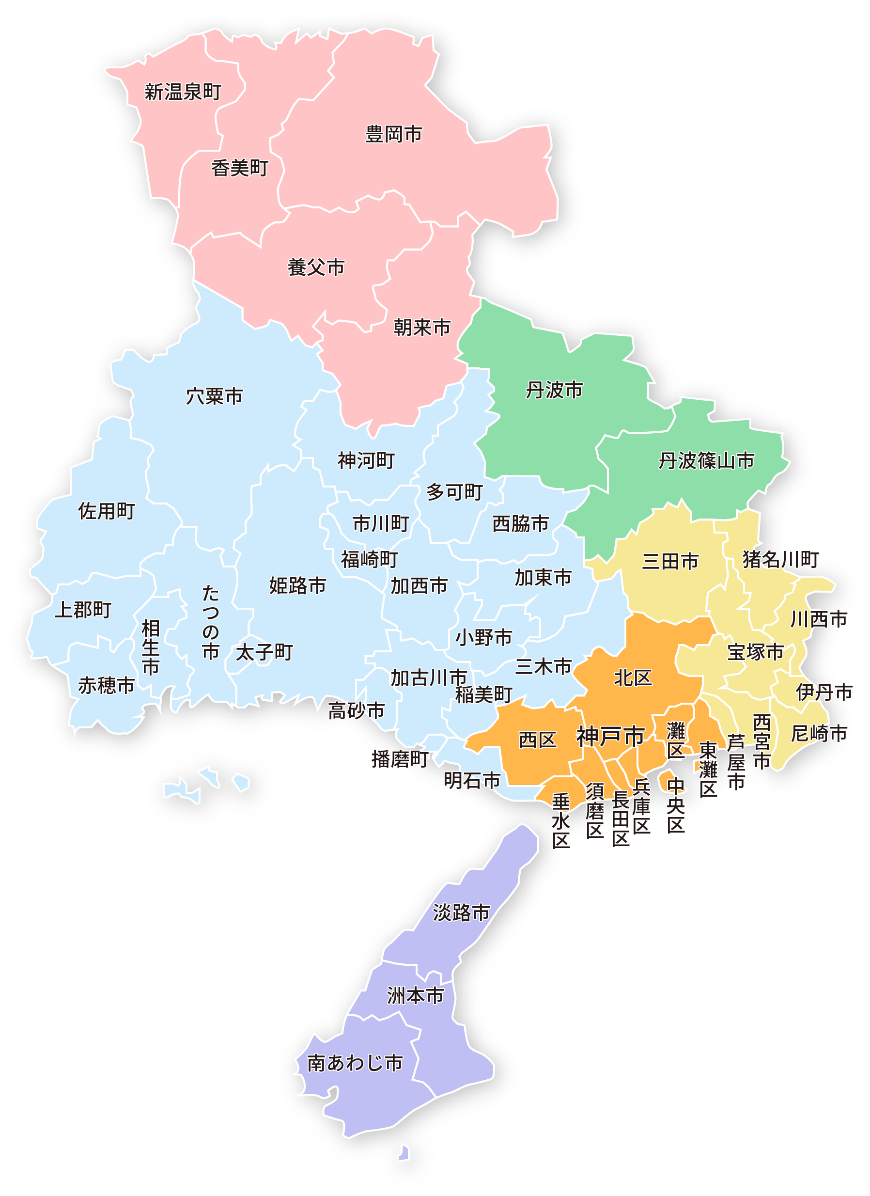 新温泉町
香美町
豊岡市
養父市
朝来市
丹波市
丹波篠山市
穴粟市
神河町
多可町
佐用町
市川町
西脇市
福崎町
三田市
猪名川町
加西市
加東市
姫路市
上郡町
たつの市
相生市
川西市
小野市
太子町
宝塚市
三木市
加古川市
北区
赤穂市
稲美町
伊丹市
高砂市
西区
神戸市
灘区
西宮市
尼崎市
芦屋市
東灘区
播磨町
明石市
中央区
兵庫区
須磨区
長田区
垂水区
淡路市
洲本市
南あわじ市